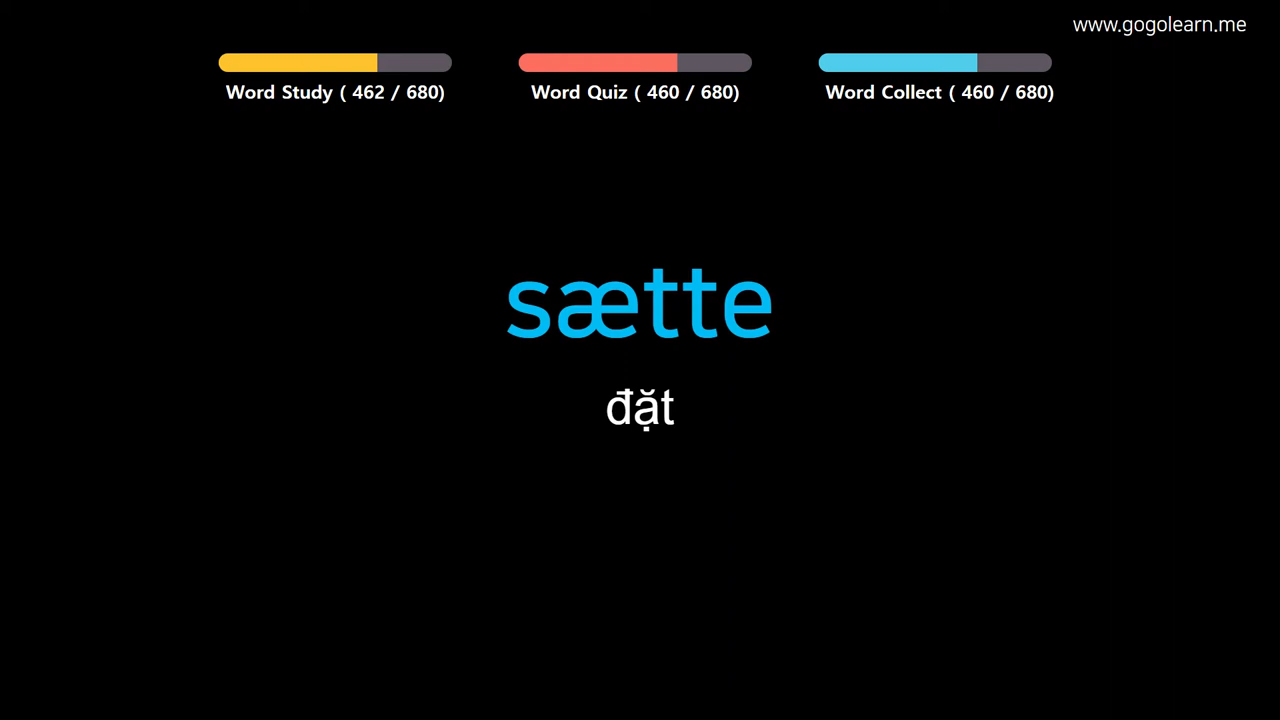 www.gogolearn.me
Word Study ( 462 / 680)
Word Quiz ( 460 / 680)
Word Collect ( 460 / 680)
sætte
đặt